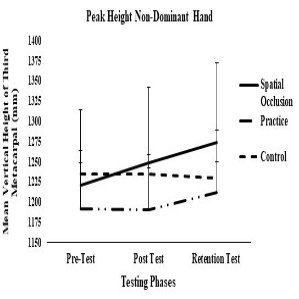 Peak Height Non-Dominant Hand
Mean Vertical Height of Third
Metacarpal (mm)
1400
1375
1350
1325
1300
1275
1250
1225
1200
1175
1150
Pre-Test Post Test Retention Test
Testing Phases
Spatial
Occlusion
Practice
Control